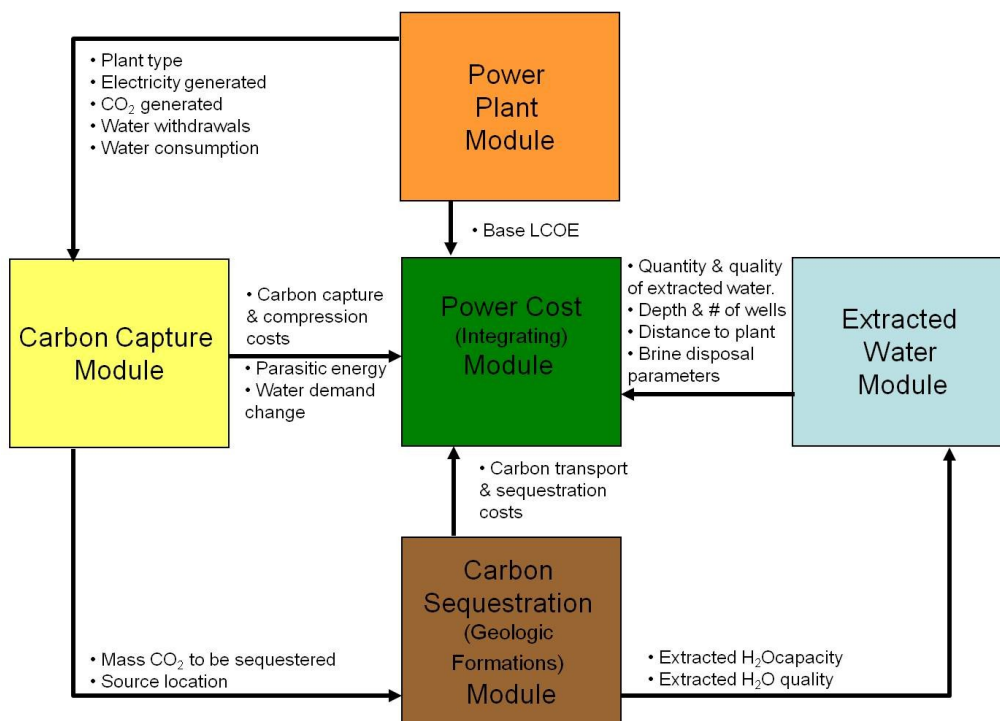 • Plant type
• Electricity generated
• CO₂ generated
• Water withdrawals
• Water consumption
Power
Plant
Module
• Base LCOE
Carbon Capture
Module
• Carbon capture
& compression
costs
• Parasitic energy
• Water demand
change
Power Cost
(Integrating)
Module
• Quantity & quality
of extracted water.
• Depth & # of wells
• Distance to plant
• Brine disposal
parameters
Extracted
Water
Module
• Carbon transport
& sequestration
costs
Carbon
Sequestration
(Geologic
Formations)
Module
• Mass CO₂ to be sequestered
• Source location
• Extracted H₂Ocapacity
• Extracted H₂O quality